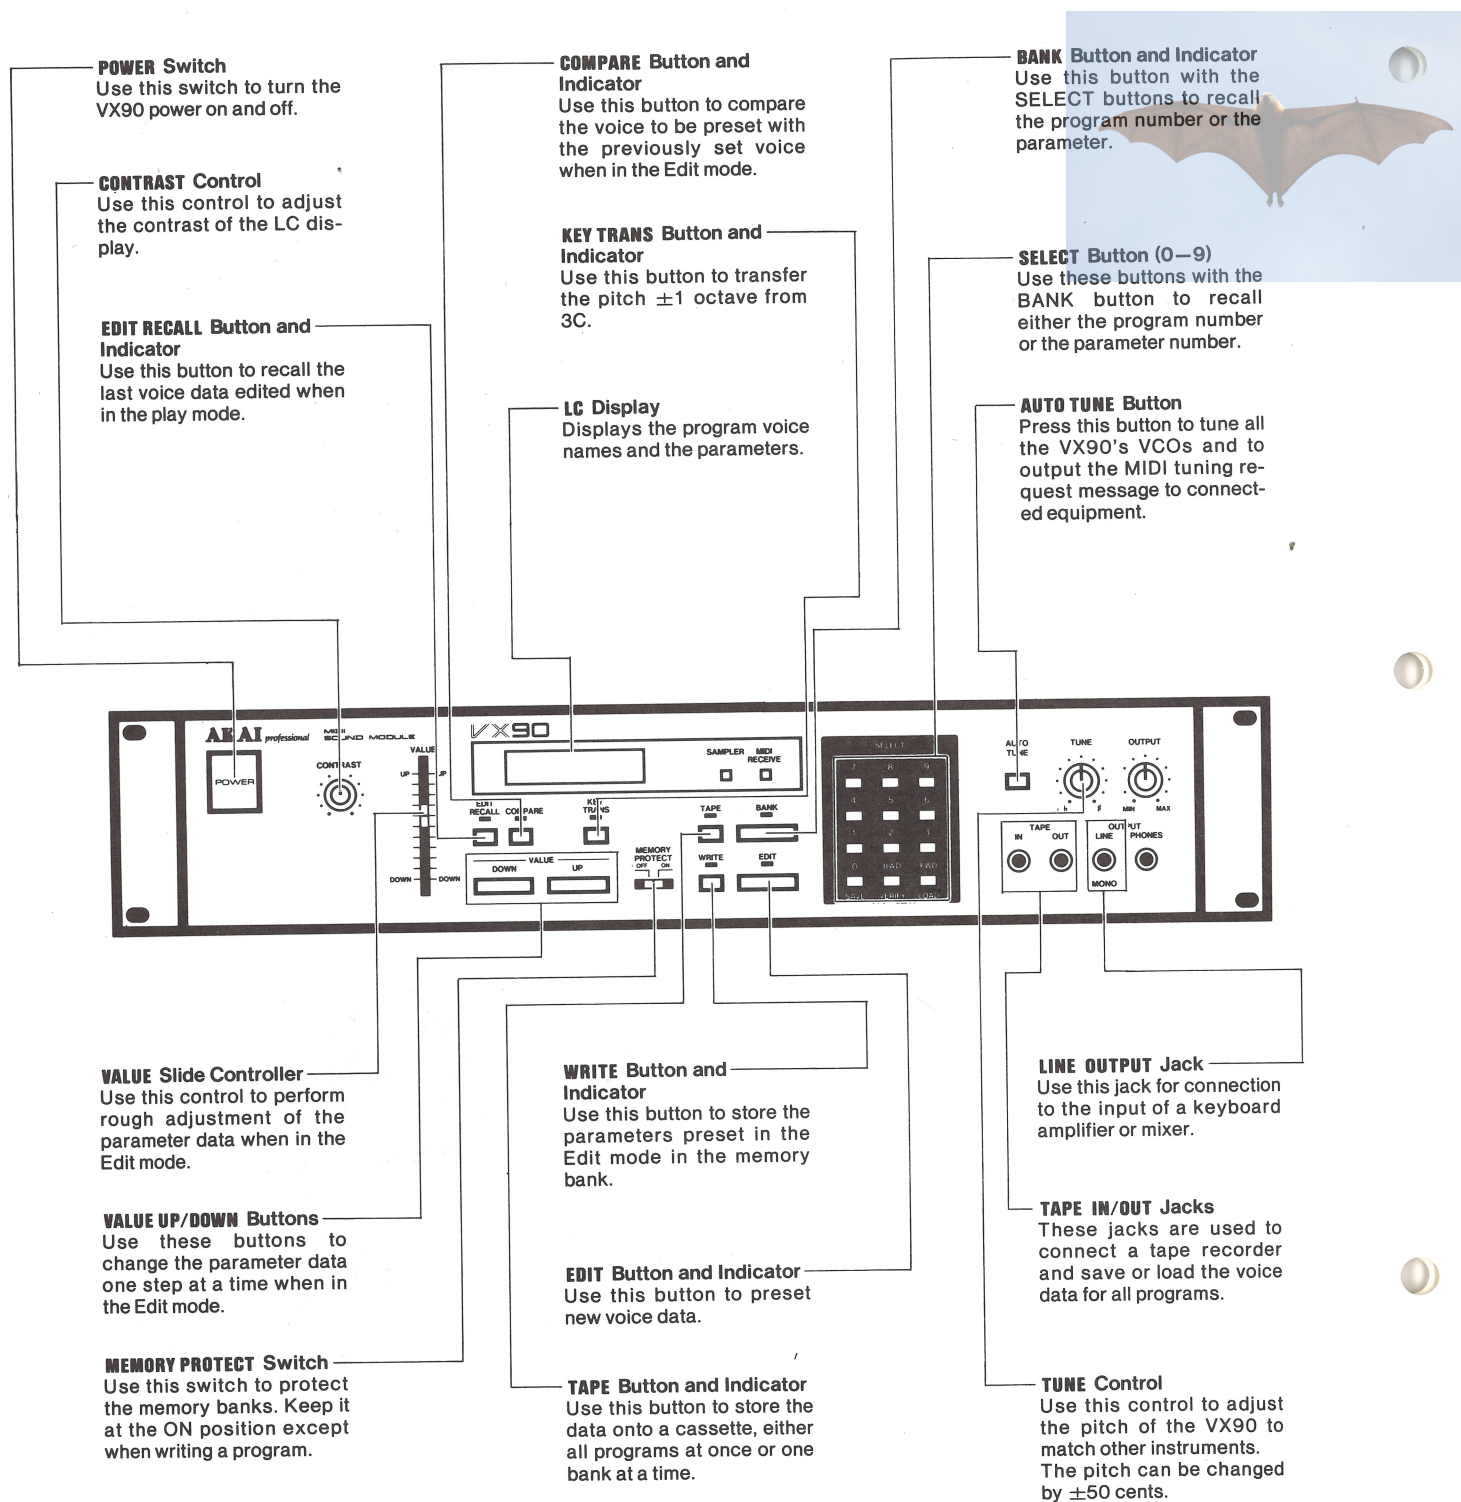 POWER Switch
Use this switch to turn the
VX90 power on and off.
CONTRAST Control
Use this control to adjust
the contrast of the LC dis-
play.
EDIT RECALL Button and
Indicator
Use this button to recall the
last voice data edited when
in the play mode.
COMPARE Button and
Indicator
Use this button to compare
the voice to be preset with
the previously set voice
when in the Edit mode.
KEY TRANS Button and
Indicator
Use this button to transfer
the pitch ±1 octave from
3C.
LC Display
Displays the program voice
names and the parameters.
BANK Button and Indicator
Use this button with the
SELECT buttons to recall
the program number or the
parameter.
SELECT Button (0—9)
Use these buttons with the
BANK button to recall
either the program number
or the parameter number.
AUTO TUNE Button
Press this button to tune all
the VX90's VCOs and to
output the MIDI tuning re-
quest message to connect-
ed equipment.
AKAI professional
MIDI
SOUND MODULE
POWER
CONTRAST
VALUE
UP UP
DOWN DOWN
VX90
SAMPLER MIDI
RECEIVE
EDIT
RECALL COMPARE
KEY
TRANS
VALUE
DOWN UP
MEMORY
PROTECT
OFF ON
TAPE BANK
WRITE EDIT
SELECT
7 8 9
4 5 6
1 2 3
0 BWD FWD
SAVE VERIFY LOAD
AUTO
TUNE
TUNE
OUTPUT
MIN MAX
TAPE
IN OUT
OUTPUT
LINE PHONES
MONO
VALUE Slide Controller
Use this control to perform
rough adjustment of the
parameter data when in the
Edit mode.
VALUE UP/DOWN Buttons
Use these buttons to
change the parameter data
one step at a time when in
the Edit mode.
MEMORY PROTECT Switch
Use this switch to protect
the memory banks. Keep it
at the ON position except
when writing a program.
WRITE Button and
Indicator
Use this button to store the
parameters preset in the
Edit mode in the memory
bank.
EDIT Button and Indicator
Use this button to preset
new voice data.
TAPE Button and Indicator
Use this button to store the
data onto a cassette, either
all programs at once or one
bank at a time.
LINE OUTPUT Jack
Use this jack for connection
to the input of a keyboard
amplifier or mixer.
TAPE IN/OUT Jacks
These jacks are used to
connect a tape recorder
and save or load the voice
data for all programs.
TUNE Control
Use this control to adjust
the pitch of the VX90 to
match other instruments.
The pitch can be changed
by ±50 cents.